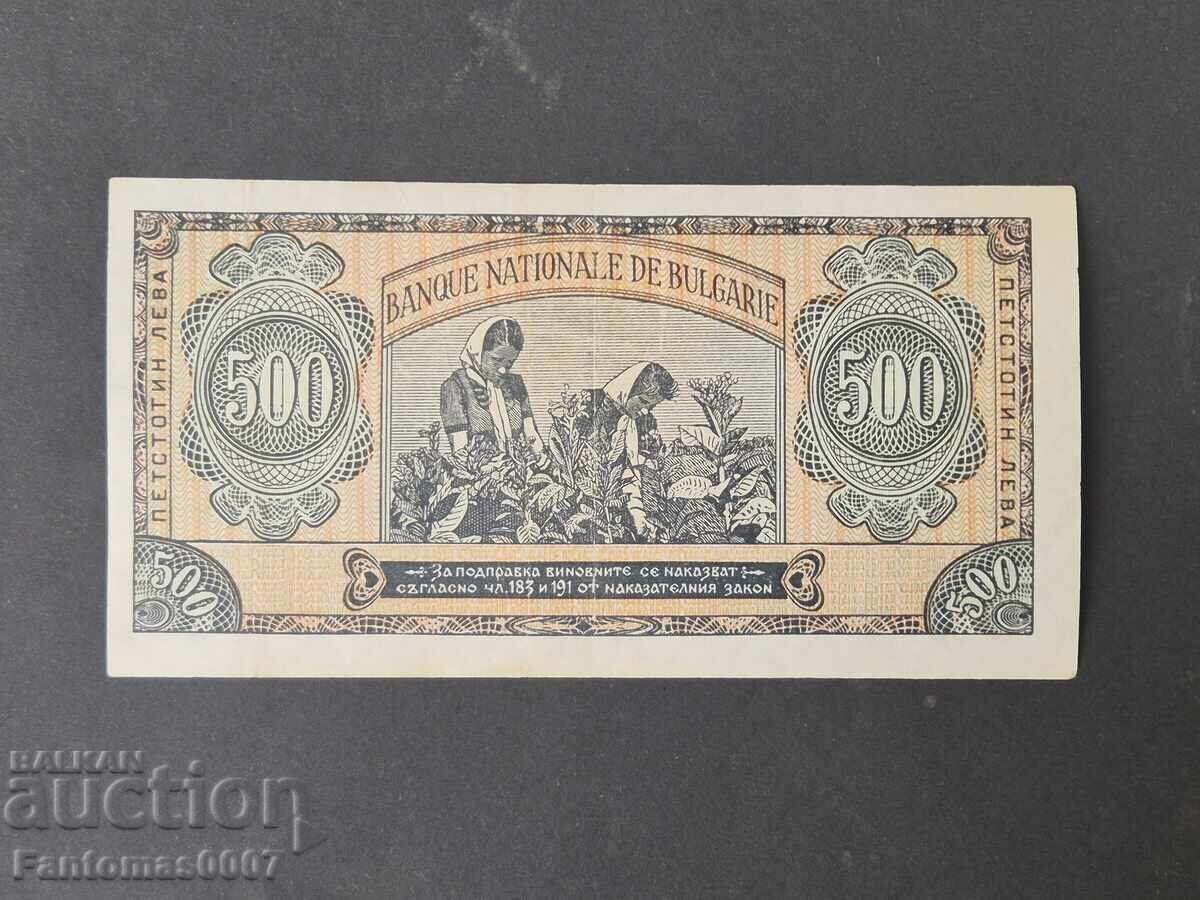 BANQUE NATIONALE DE BULGARIE
ПЕТСТОТИН ЛЕВА
500
500
ПЕТСТОТИН ЛЕВА
500
ЗА ПОДПРАВКА ВИНОВНИТЕ СЕ НАКАЗВАТ
СЪГЛАСНО ЧЛ.183 И 191 ОТ НАКАЗАТЕЛНИЯ ЗАКОН
500
BALKAN
auction
Fantomas0007